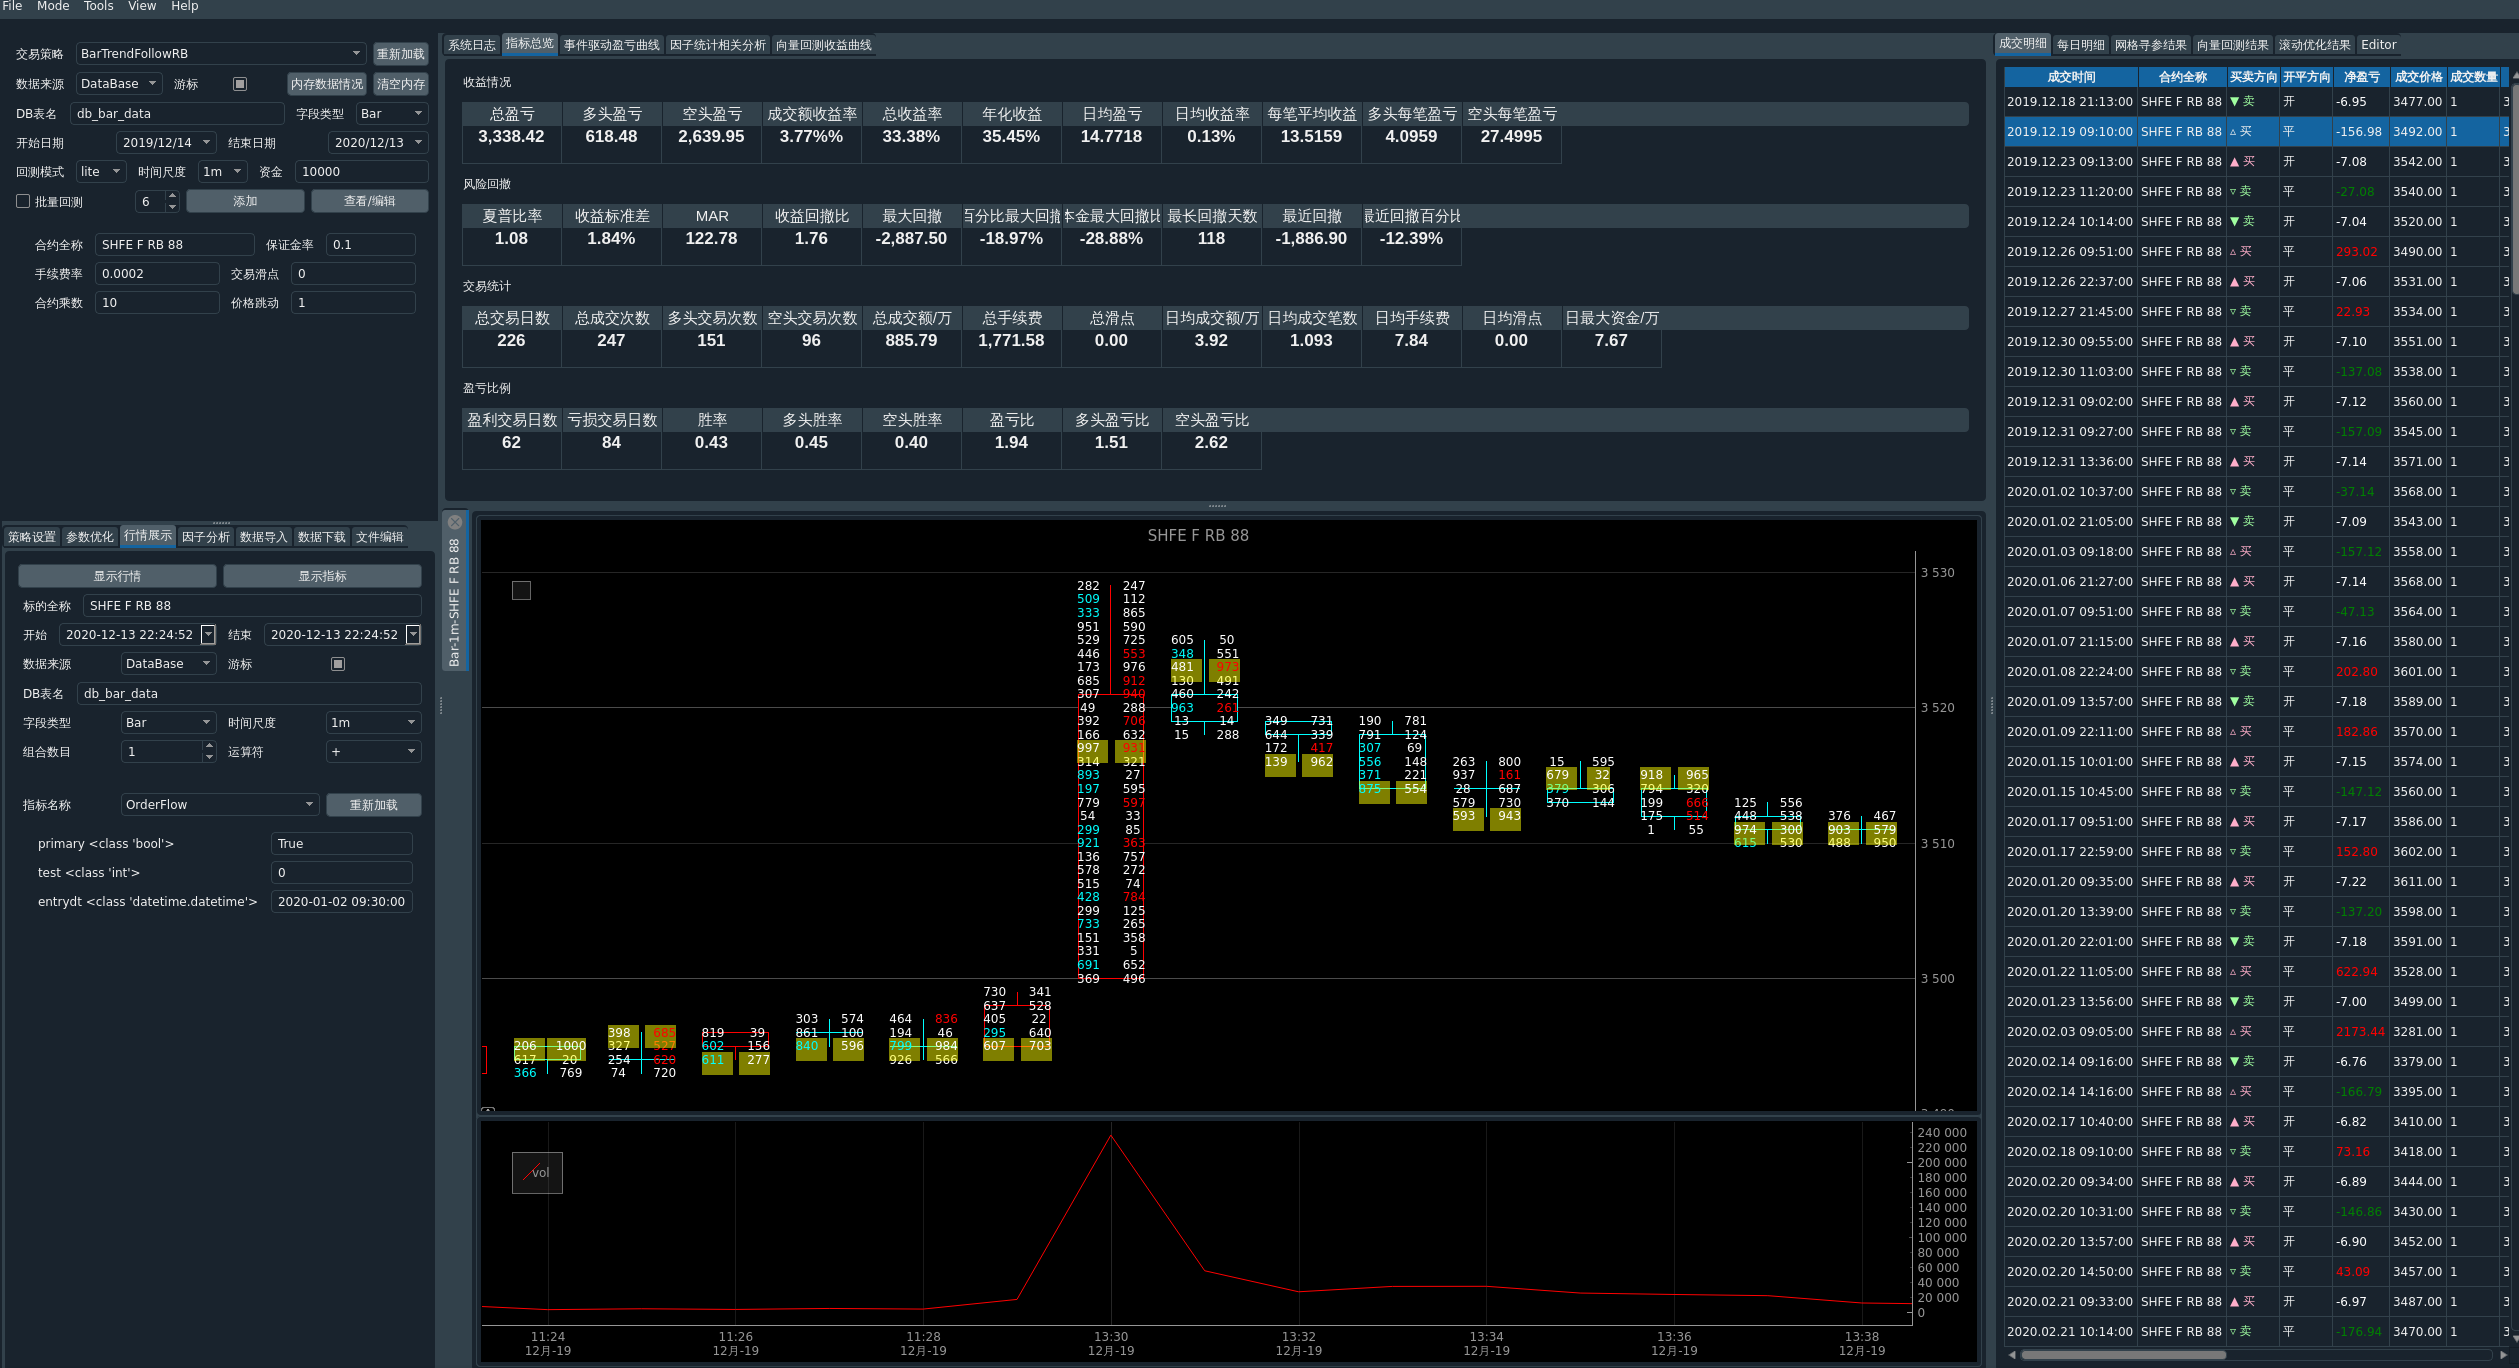 File Mode Tools View Help
交易策略 BarTrendFollowRB 重新加载
数据来源 DataBase 游标 内存数据情况 清空内存
DB表名 db_bar_data 字段类型 Bar
开始日期 2019/12/14 结束日期 2020/12/13
回测模式 lite 时间尺度 1m 资金 10000
批量回测 6 添加 查看/编辑
合约全称 SHFE F RB 88 保证金率 0.1
手续费率 0.0002 交易滑点 0
合约乘数 10 价格跳动 1
策略设置 参数优化 行情展示 因子分析 数据导入 数据下载 文件编辑
显示行情 显示指标
标的全称 SHFE F RB 88
开始 2020-12-13 22:24:52 结束 2020-12-13 22:24:52
数据来源 DataBase 游标
DB表名 db_bar_data
字段类型 Bar 时间尺度 1m
组合数目 1 运算符 +
指标名称 OrderFlow 重新加载
primary <class 'bool'> True
test <class 'int'> 0
entrydt <class 'datetime.datetime'> 2020-01-02 09:30:00
系统日志 指标总览 事件驱动盈亏曲线 因子统计相关分析 向量回测收益曲线
收益情况
总盈亏 多头盈亏 空头盈亏 成交额收益率 总收益率 年化收益 日均盈亏 日均收益率 每笔平均收益 多头每笔盈亏 空头每笔盈亏
3,338.42 618.48 2,639.95 3.77%% 33.38% 35.45% 14.7718 0.13% 13.5159 4.0959 27.4995
风险回撤
夏普比率 收益标准差 MAR 收益回撤比 最大回撤 百分比最大回撤 本金最大回撤比 最长回撤天数 最近回撤 最近回撤百分比
1.08 1.84% 122.78 1.76 -2,887.50 -18.97% -28.88% 118 -1,886.90 -12.39%
交易统计
总交易日数 总成交次数 多头交易次数 空头交易次数 总成交额/万 总手续费 总滑点 日均成交额/万 日均成交笔数 日均手续费 日均滑点 日最大资金/万
226 247 151 96 885.79 1,771.58 0.00 3.92 1.093 7.84 0.00 7.67
盈亏比例
盈利交易日数 亏损交易日数 胜率 多头胜率 空头胜率 盈亏比 多头盈亏比 空头盈亏比
62 84 0.43 0.45 0.40 1.94 1.51 2.62
Bar-1m-SHFE F RB 88
SHFE F RB 88
3 530
3 520
3 510
3 500
206 1000
617 20
366 769
398 685
327 527
254 620
74 720
819 39
602 156
611 277
303 574
861 100
840 596
464 836
194 46
799 984
926 566
730 341
637 528
405 22
295 640
607 703
282 247
509 112
333 865
951 590
529 725
446 553
173 976
685 912
307 840
49 288
392 706
166 632
997 931
314 321
893 27
197 595
779 597
54 33
299 85
921 363
136 757
578 272
515 74
428 784
299 125
733 265
151 358
331 5
691 652
369 496
605 50
348 551
481 973
130 491
460 242
963 261
13 14
15 288
349 731
644 339
172 417
139 962
190 781
791 124
307 69
556 148
371 221
875 554
263 800
937 161
28 687
579 730
593 943
15 595
679 32
379 306
370 144
918 965
794 320
199 666
175 514
1 55
125 556
448 538
974 300
615 530
376 467
903 579
488 950
vol
240 000
220 000
200 000
180 000
160 000
140 000
120 000
100 000
80 000
60 000
40 000
20 000
0
11:24 11:26 11:28 13:30 13:32 13:34 13:36 13:38
12月-19 12月-19 12月-19 12月-19 12月-19 12月-19 12月-19 12月-19
成交明细 每日明细 网格寻参结果 向量回测结果 滚动优化结果 Editor
成交时间 合约全称 买卖方向 开平方向 净盈亏 成交价格 成交数量
2019.12.18 21:13:00 SHFE F RB 88 ▼ 卖 开 -6.95 3477.00 1 3
2019.12.19 09:10:00 SHFE F RB 88 ▵ 买 平 -156.98 3492.00 1 3
2019.12.23 09:13:00 SHFE F RB 88 ▲ 买 开 -7.08 3542.00 1 3
2019.12.23 11:20:00 SHFE F RB 88 ▿ 卖 平 -27.08 3540.00 1 3
2019.12.24 10:14:00 SHFE F RB 88 ▼ 卖 开 -7.04 3520.00 1 3
2019.12.26 09:51:00 SHFE F RB 88 ▵ 买 平 293.02 3490.00 1 3
2019.12.26 22:37:00 SHFE F RB 88 ▲ 买 开 -7.06 3531.00 1 3
2019.12.27 21:45:00 SHFE F RB 88 ▿ 卖 平 22.93 3534.00 1 3
2019.12.30 09:55:00 SHFE F RB 88 ▲ 买 开 -7.10 3551.00 1 3
2019.12.30 11:03:00 SHFE F RB 88 ▿ 卖 平 -137.08 3538.00 1 3
2019.12.31 09:02:00 SHFE F RB 88 ▲ 买 开 -7.12 3560.00 1 3
2019.12.31 09:27:00 SHFE F RB 88 ▿ 卖 平 -157.09 3545.00 1 3
2019.12.31 13:36:00 SHFE F RB 88 ▲ 买 开 -7.14 3571.00 1 3
2020.01.02 10:37:00 SHFE F RB 88 ▿ 卖 平 -37.14 3568.00 1 3
2020.01.02 21:05:00 SHFE F RB 88 ▼ 卖 开 -7.09 3543.00 1 3
2020.01.03 09:18:00 SHFE F RB 88 ▵ 买 平 -157.12 3558.00 1 3
2020.01.06 21:27:00 SHFE F RB 88 ▲ 买 开 -7.14 3568.00 1 3
2020.01.07 09:51:00 SHFE F RB 88 ▿ 卖 平 -47.13 3564.00 1 3
2020.01.07 21:15:00 SHFE F RB 88 ▲ 买 开 -7.16 3580.00 1 3
2020.01.08 22:24:00 SHFE F RB 88 ▿ 卖 平 202.80 3601.00 1 3
2020.01.09 13:57:00 SHFE F RB 88 ▼ 卖 开 -7.18 3589.00 1 3
2020.01.09 22:11:00 SHFE F RB 88 ▵ 买 平 182.86 3570.00 1 3
2020.01.15 10:01:00 SHFE F RB 88 ▲ 买 开 -7.15 3574.00 1 3
2020.01.15 10:45:00 SHFE F RB 88 ▿ 卖 平 -147.12 3560.00 1 3
2020.01.17 09:51:00 SHFE F RB 88 ▲ 买 开 -7.17 3586.00 1 3
2020.01.17 22:59:00 SHFE F RB 88 ▿ 卖 平 152.80 3602.00 1 3
2020.01.20 09:35:00 SHFE F RB 88 ▲ 买 开 -7.22 3611.00 1 3
2020.01.20 13:39:00 SHFE F RB 88 ▿ 卖 平 -137.20 3598.00 1 3
2020.01.20 22:01:00 SHFE F RB 88 ▼ 卖 开 -7.18 3591.00 1 3
2020.01.22 11:05:00 SHFE F RB 88 ▵ 买 平 622.94 3528.00 1 3
2020.01.23 13:56:00 SHFE F RB 88 ▼ 卖 开 -7.00 3499.00 1 3
2020.02.03 09:05:00 SHFE F RB 88 ▵ 买 平 2173.44 3281.00 1 3
2020.02.14 09:16:00 SHFE F RB 88 ▼ 卖 开 -6.76 3379.00 1 3
2020.02.14 14:16:00 SHFE F RB 88 ▵ 买 平 -166.79 3395.00 1 3
2020.02.17 10:40:00 SHFE F RB 88 ▲ 买 开 -6.82 3410.00 1 3
2020.02.18 09:10:00 SHFE F RB 88 ▿ 卖 平 73.16 3418.00 1 3
2020.02.20 09:34:00 SHFE F RB 88 ▲ 买 开 -6.89 3444.00 1 3
2020.02.20 10:31:00 SHFE F RB 88 ▿ 卖 平 -146.86 3430.00 1 3
2020.02.20 13:57:00 SHFE F RB 88 ▲ 买 开 -6.90 3452.00 1 3
2020.02.20 14:50:00 SHFE F RB 88 ▿ 卖 平 43.09 3457.00 1 3
2020.02.21 09:33:00 SHFE F RB 88 ▲ 买 开 -6.97 3487.00 1 3
2020.02.21 10:14:00 SHFE F RB 88 ▿ 卖 平 -176.94 3470.00 1 3